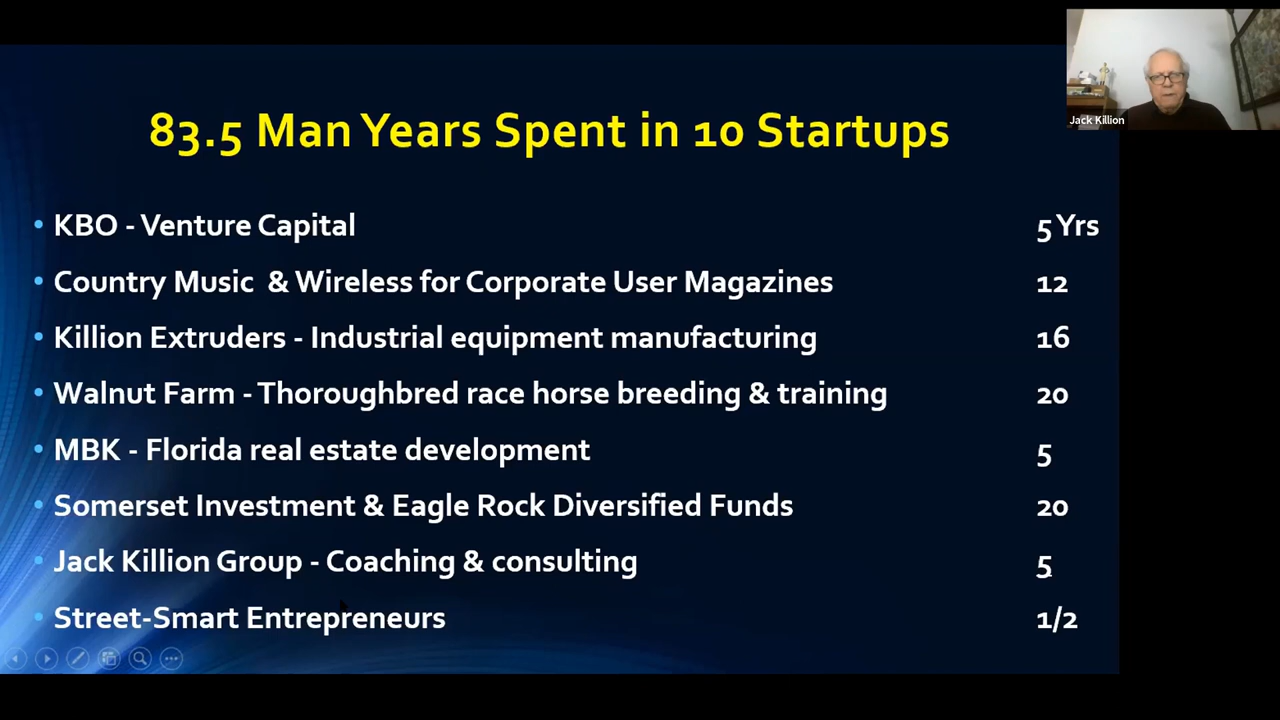 83.5 Man Years Spent in 10 Startups
Jack Killion
• KBO - Venture Capital 5 Yrs
• Country Music & Wireless for Corporate User Magazines 12
• Killion Extruders - Industrial equipment manufacturing 16
• Walnut Farm - Thoroughbred race horse breeding & training 20
• MBK - Florida real estate development 5
• Somerset Investment & Eagle Rock Diversified Funds 20
• Jack Killion Group - Coaching & consulting 5
• Street-Smart Entrepreneurs 1/2